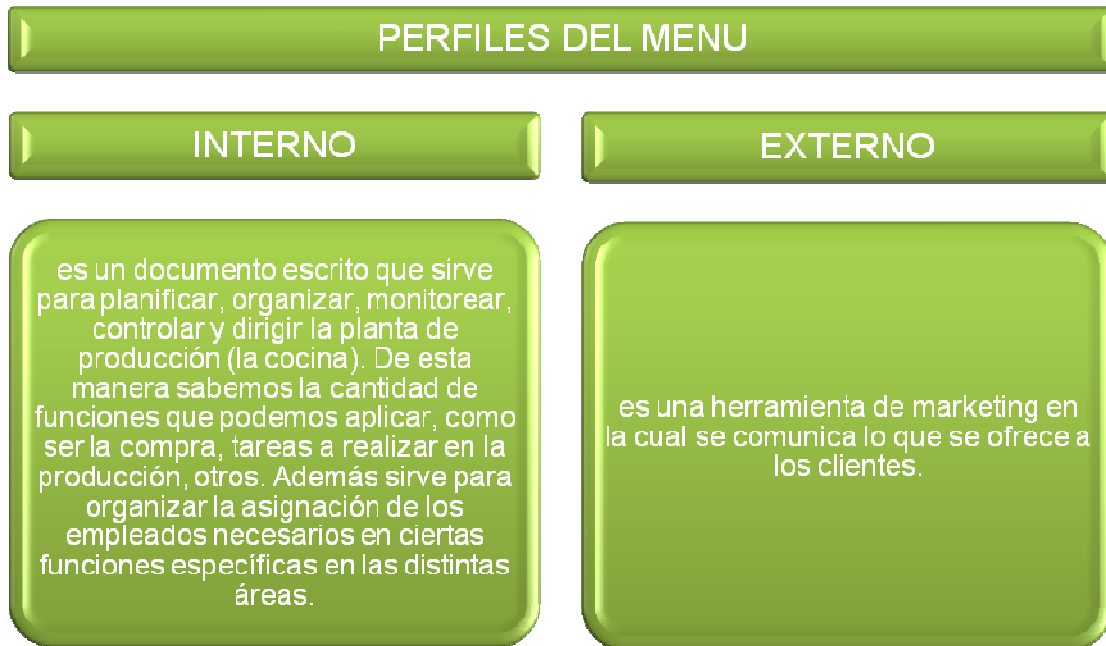 PERFILES DEL MENU
INTERNO
EXTERNO
es un documento escrito que sirve
para planificar, organizar, monitorear,
controlar y dirigir la planta de
producción (la cocina). De esta
manera sabemos la cantidad de
funciones que podemos aplicar, como
ser la compra, tareas a realizar en la
producción, otros. Además sirve para
organizar la asignación de los
empleados necesarios en ciertas
funciones específicas en las distintas
áreas.
es una herramienta de marketing en
la cual se comunica lo que se ofrece a
los clientes.